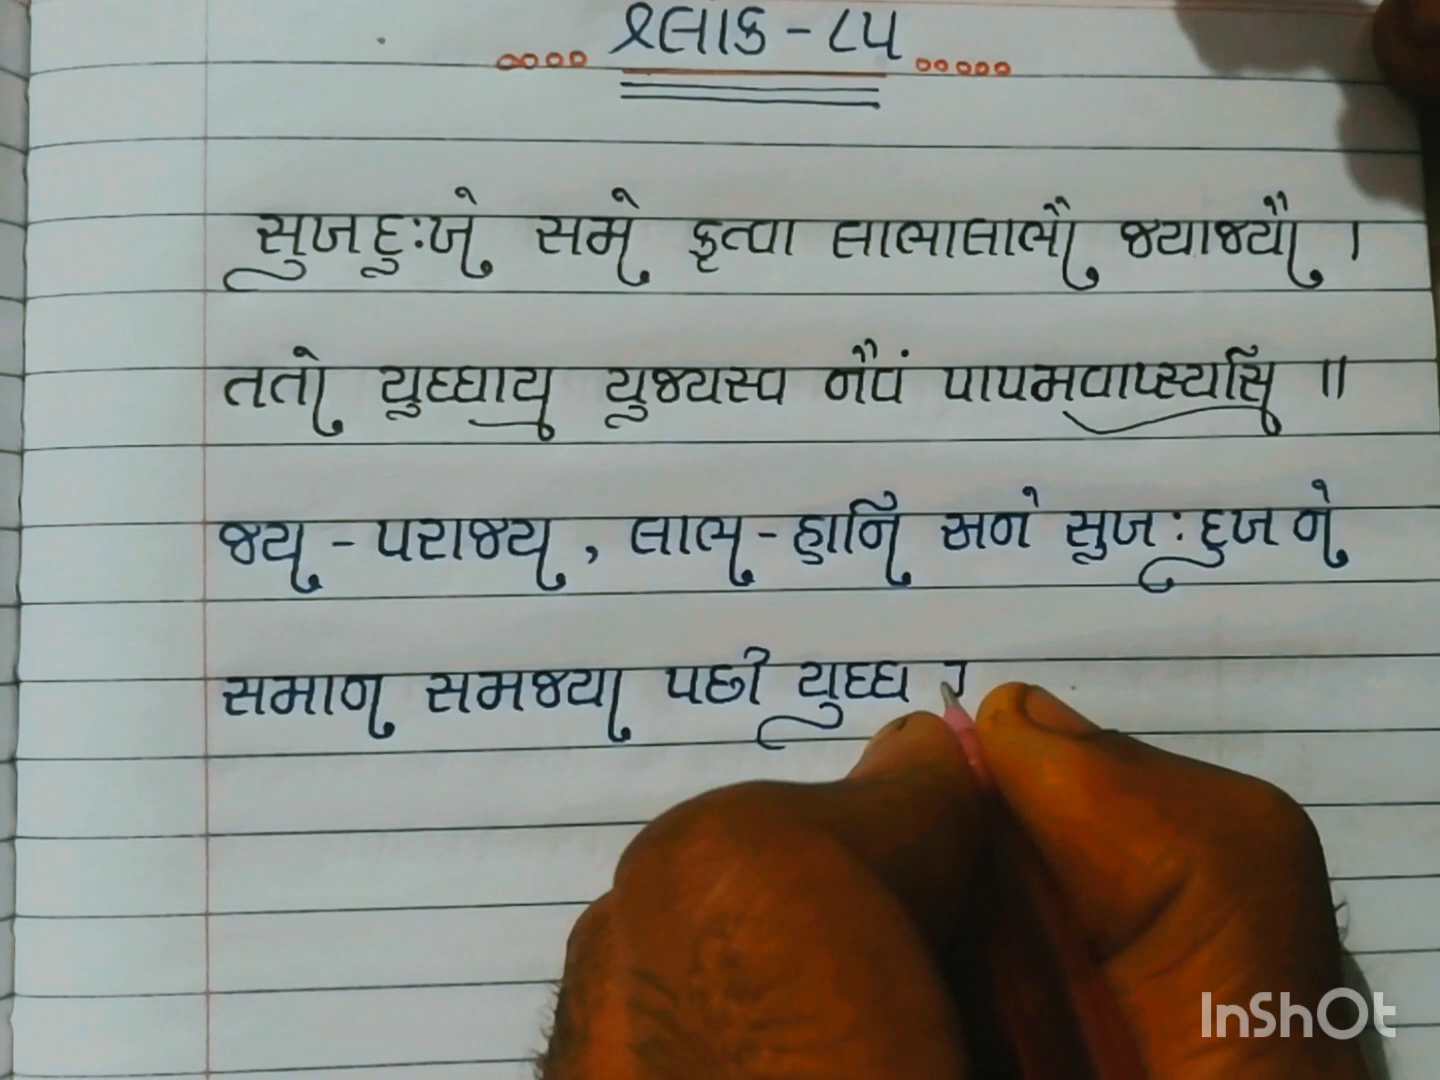 શ્લોક - ૮૫
સુખદુઃખે સમે કૃત્વા લાભાલાભૌ જયાજયૌ ।
તતો યુધ્ધાય યુજ્યસ્વ નૈવં પાપમવાપ્સ્યસિ ॥
જય - પરાજય , લાભ - હાનિ અને સુખ : દુખ ને
સમાન સમજ્યા પછી યુધ્ધ
InShOt